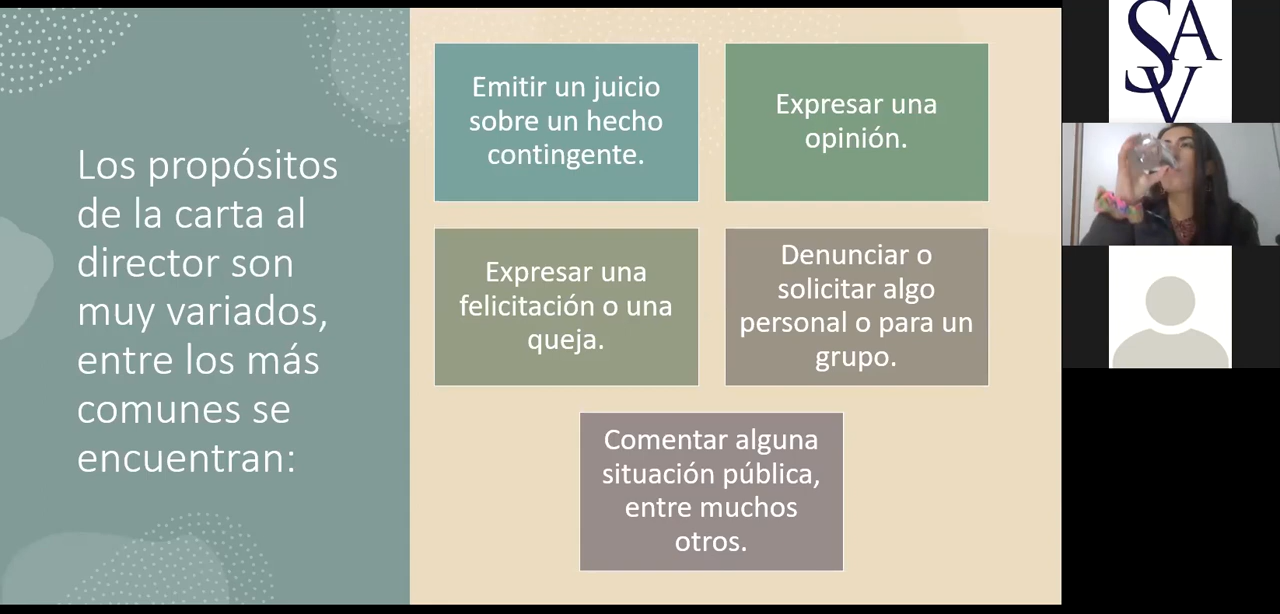 Los propósitos
de la carta al
director son
muy variados,
entre los más
comunes se
encuentran:
Emitir un juicio
sobre un hecho
contingente.
Expresar una
opinión.
Expresar una
felicitación o una
queja.
Denunciar o
solicitar algo
personal o para un
grupo.
Comentar alguna
situación pública,
entre muchos
otros.
SAV